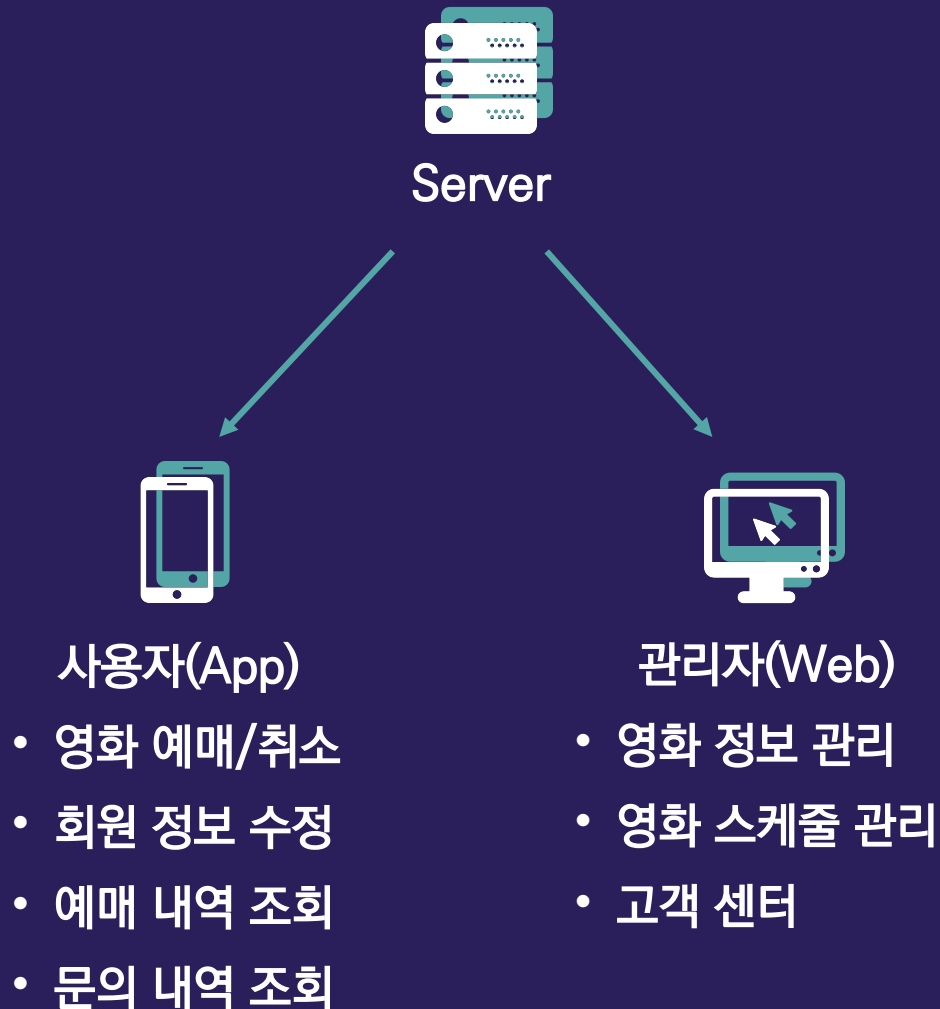 Server
사용자(App)
• 영화 예매/취소
• 회원 정보 수정
• 예매 내역 조회
• 문의 내역 조회
관리자(Web)
• 영화 정보 관리
• 영화 스케줄 관리
• 고객 센터